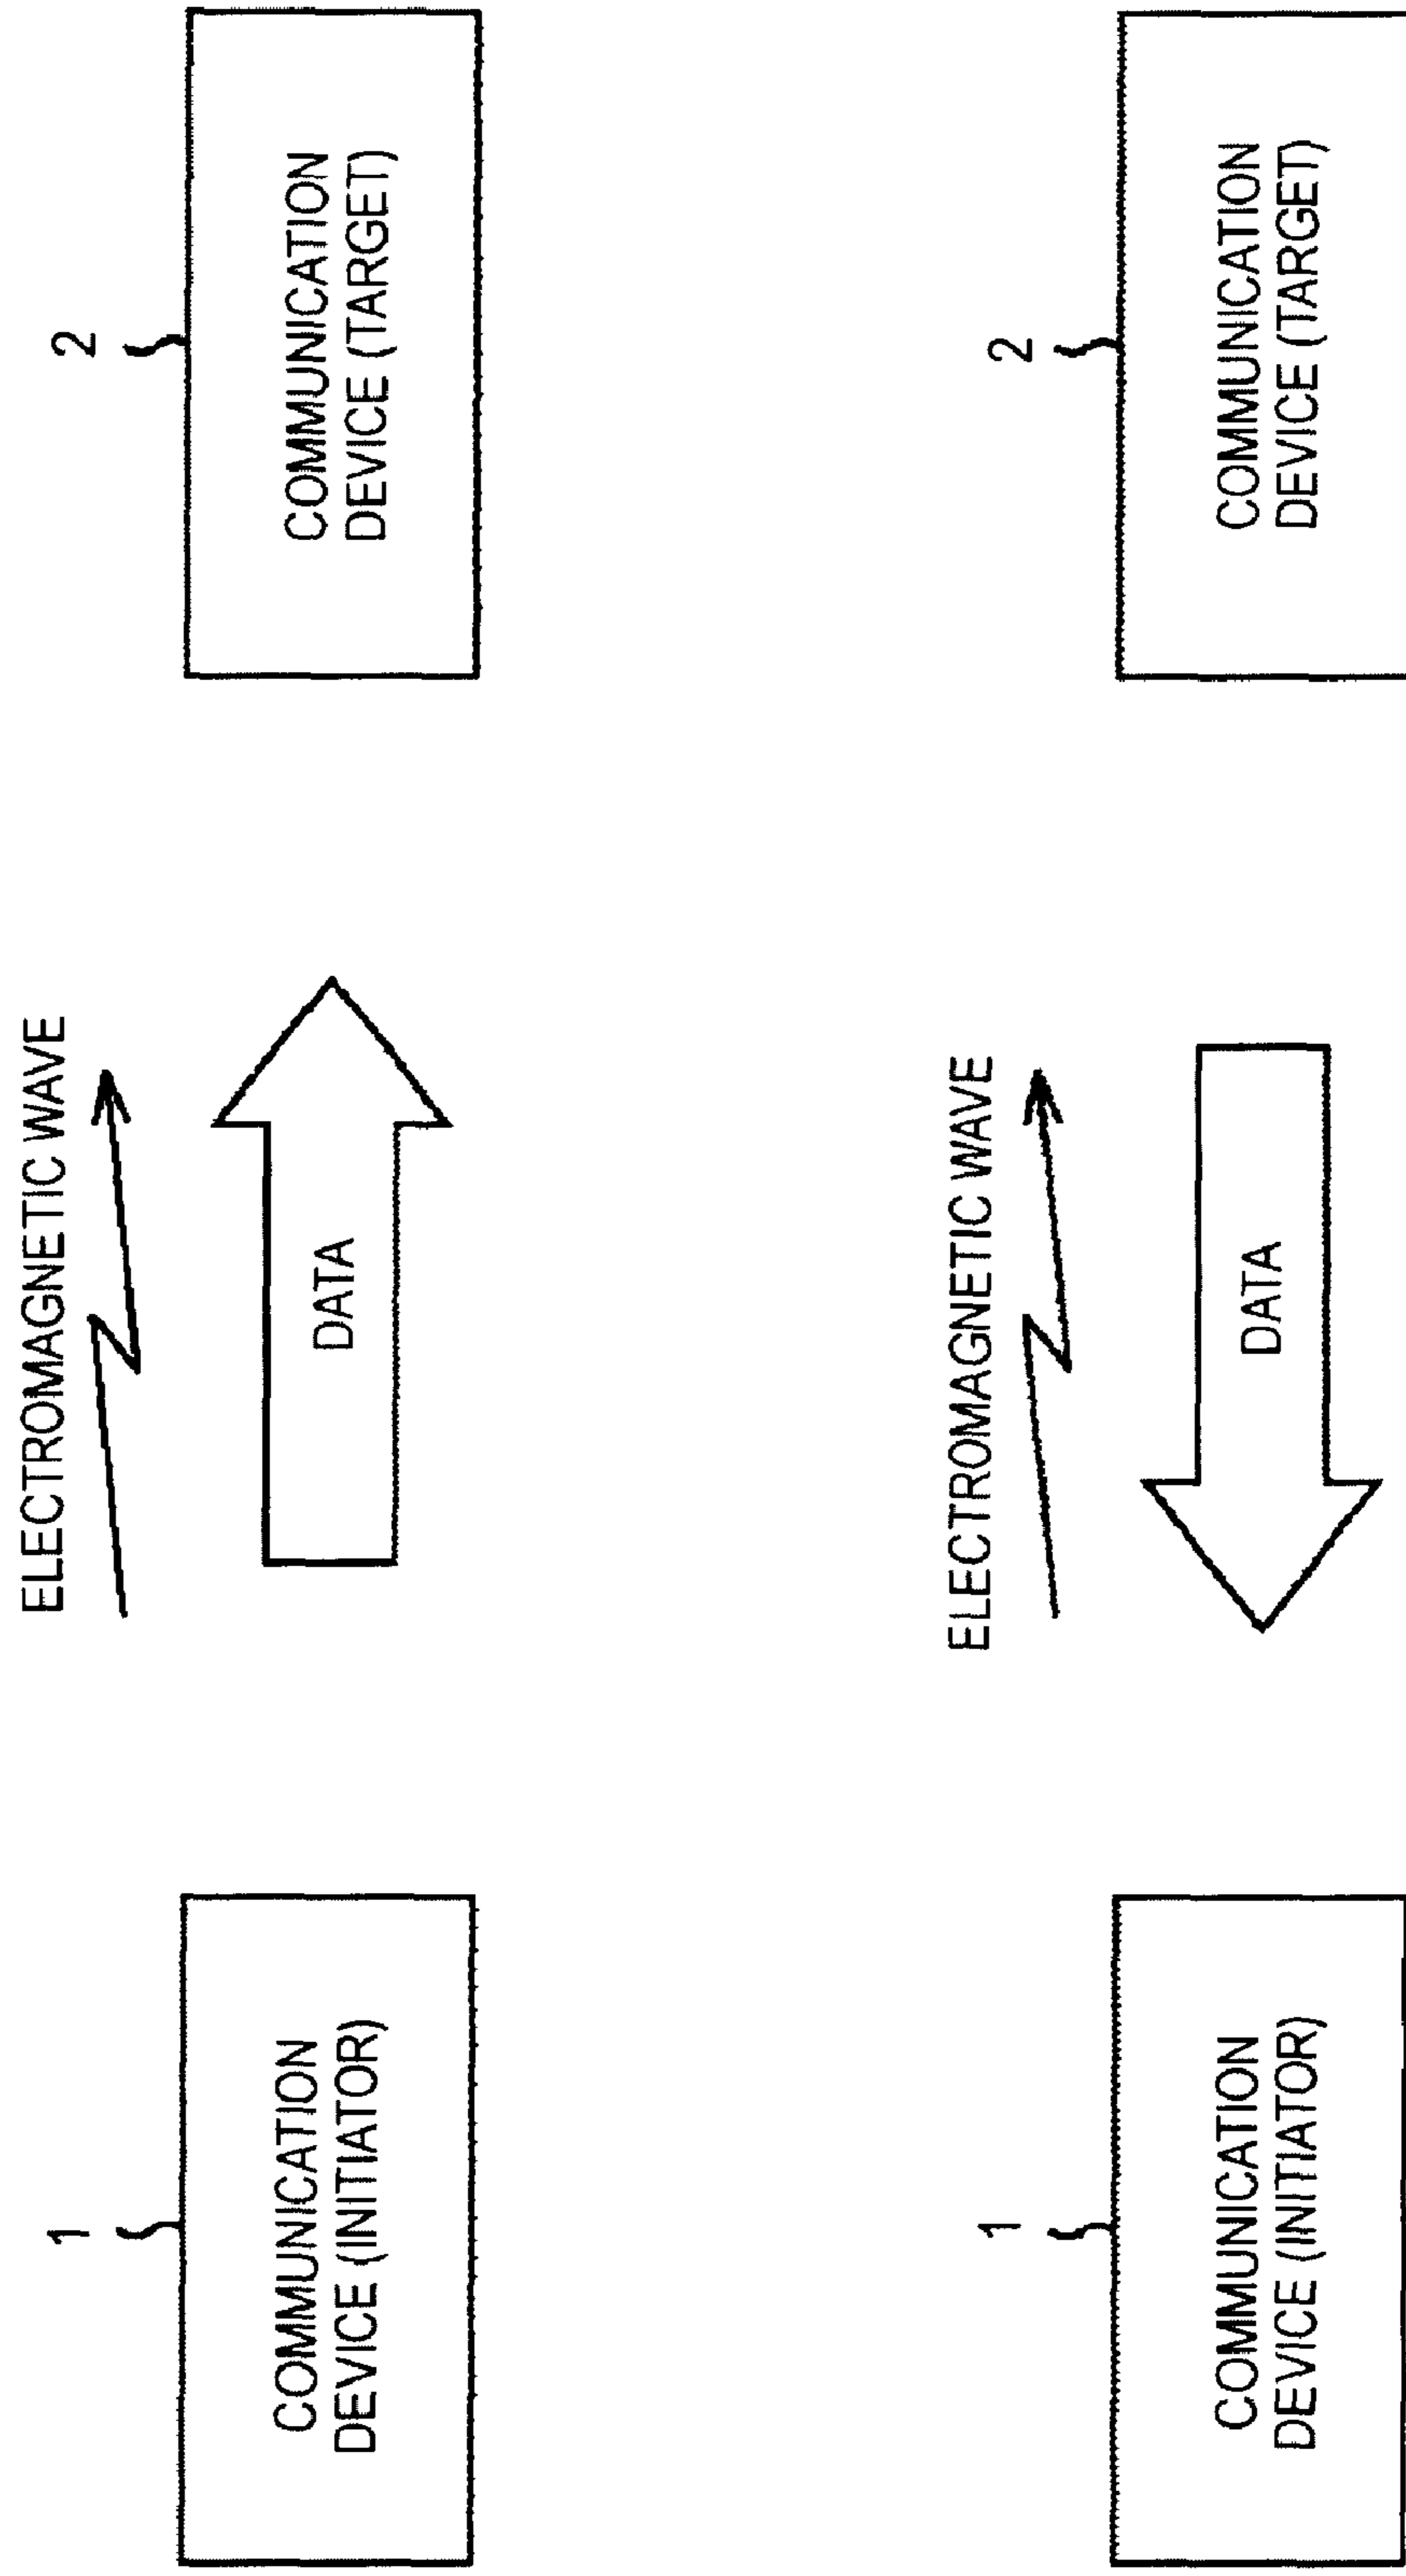 1
COMMUNICATION
DEVICE (INITIATOR)
ELECTROMAGNETIC WAVE
DATA
2
COMMUNICATION
DEVICE (TARGET)
1
COMMUNICATION
DEVICE (INITIATOR)
ELECTROMAGNETIC WAVE
DATA
2
COMMUNICATION
DEVICE (TARGET)